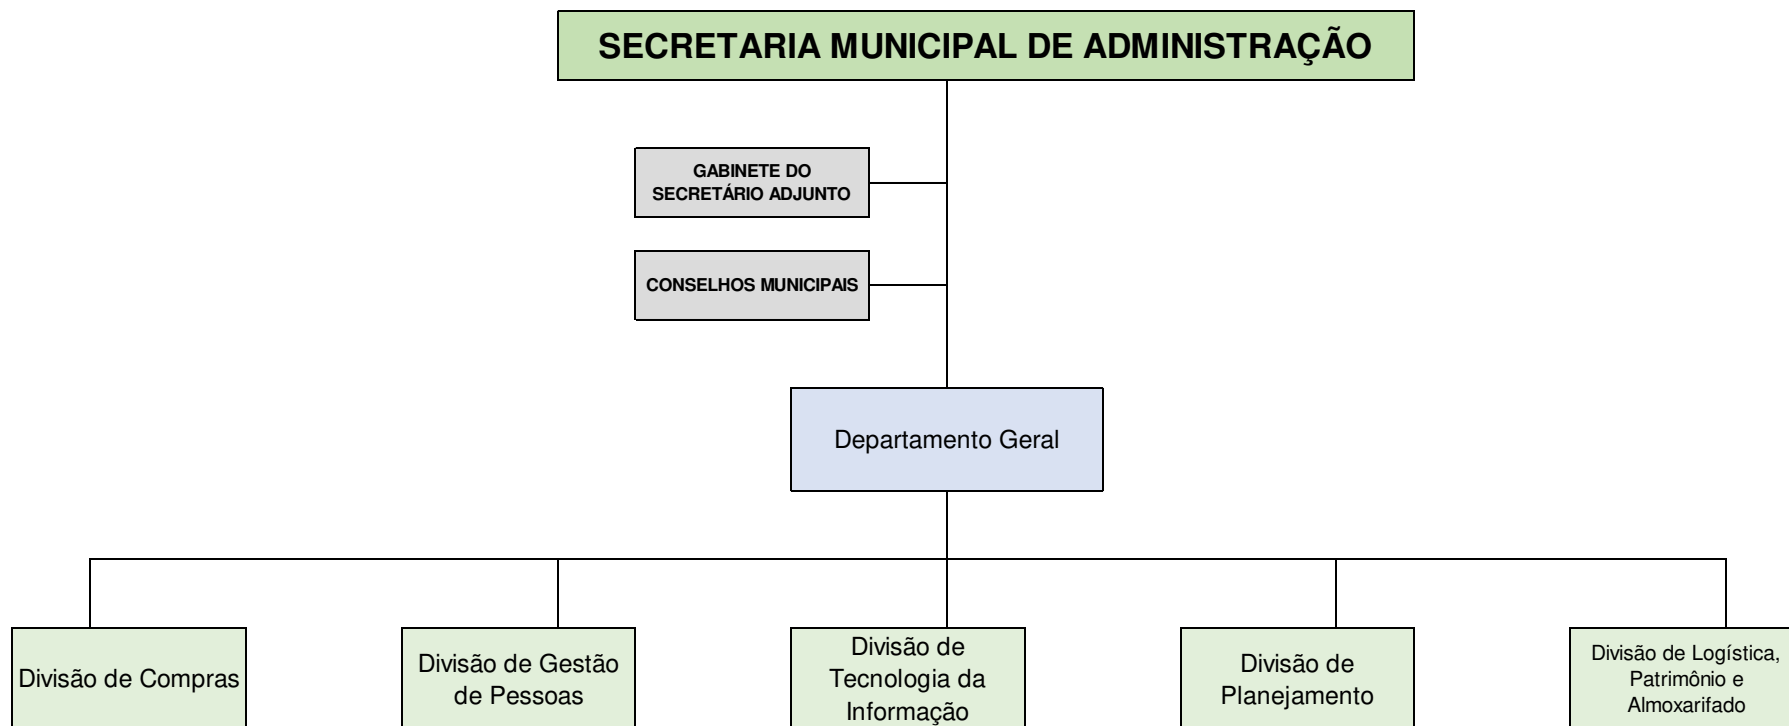 SECRETARIA MUNICIPAL DE ADMINISTRAÇÃO
GABINETE DO
SECRETÁRIO ADJUNTO
CONSELHOS MUNICIPAIS
Departamento Geral
Divisão de Compras
Divisão de Gestão
de Pessoas
Divisão de
Tecnologia da
Informação
Divisão de
Planejamento
Divisão de Logística,
Patrimônio e
Almoxarifado